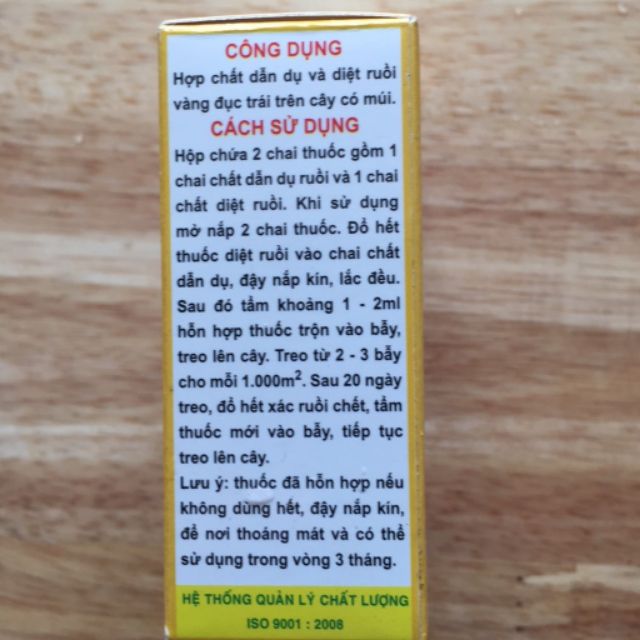 CÔNG DỤNG
Hợp chất dẫn dụ và diệt ruồi
vàng đục trái trên cây có múi.
CÁCH SỬ DỤNG
Hộp chứa 2 chai thuốc gồm 1
chai chất dẫn dụ ruồi và 1 chai
chất diệt ruồi. Khi sử dụng
mở nắp 2 chai thuốc. Đổ hết
thuốc diệt ruồi vào chai chất
dẫn dụ, đậy nắp kín, lắc đều.
Sau đó tẩm khoảng 1 - 2ml
hỗn hợp thuốc trộn vào bẫy,
treo lên cây. Treo từ 2 - 3 bẫy
cho mỗi 1.000m². Sau 20 ngày
treo, đổ hết xác ruồi chết, tẩm
thuốc mới vào bẫy, tiếp tục
treo lên cây.
Lưu ý: thuốc đã hỗn hợp nếu
không dùng hết, đậy nắp kín,
để nơi thoáng mát và có thể
sử dụng trong vòng 3 tháng.
HỆ THỐNG QUẢN LÝ CHẤT LƯỢNG
ISO 9001 : 2008